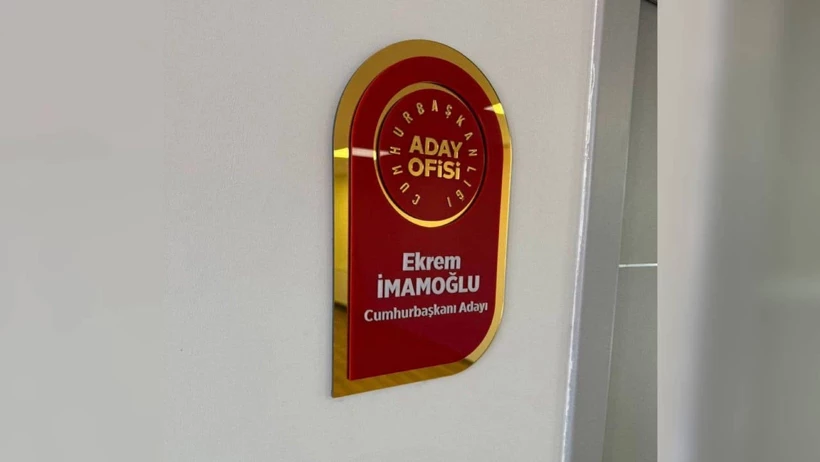 CUMHURBAŞKANLIĞI
ADAY
OFİSİ
Ekrem
İMAMOĞLU
Cumhurbaşkanı Adayı